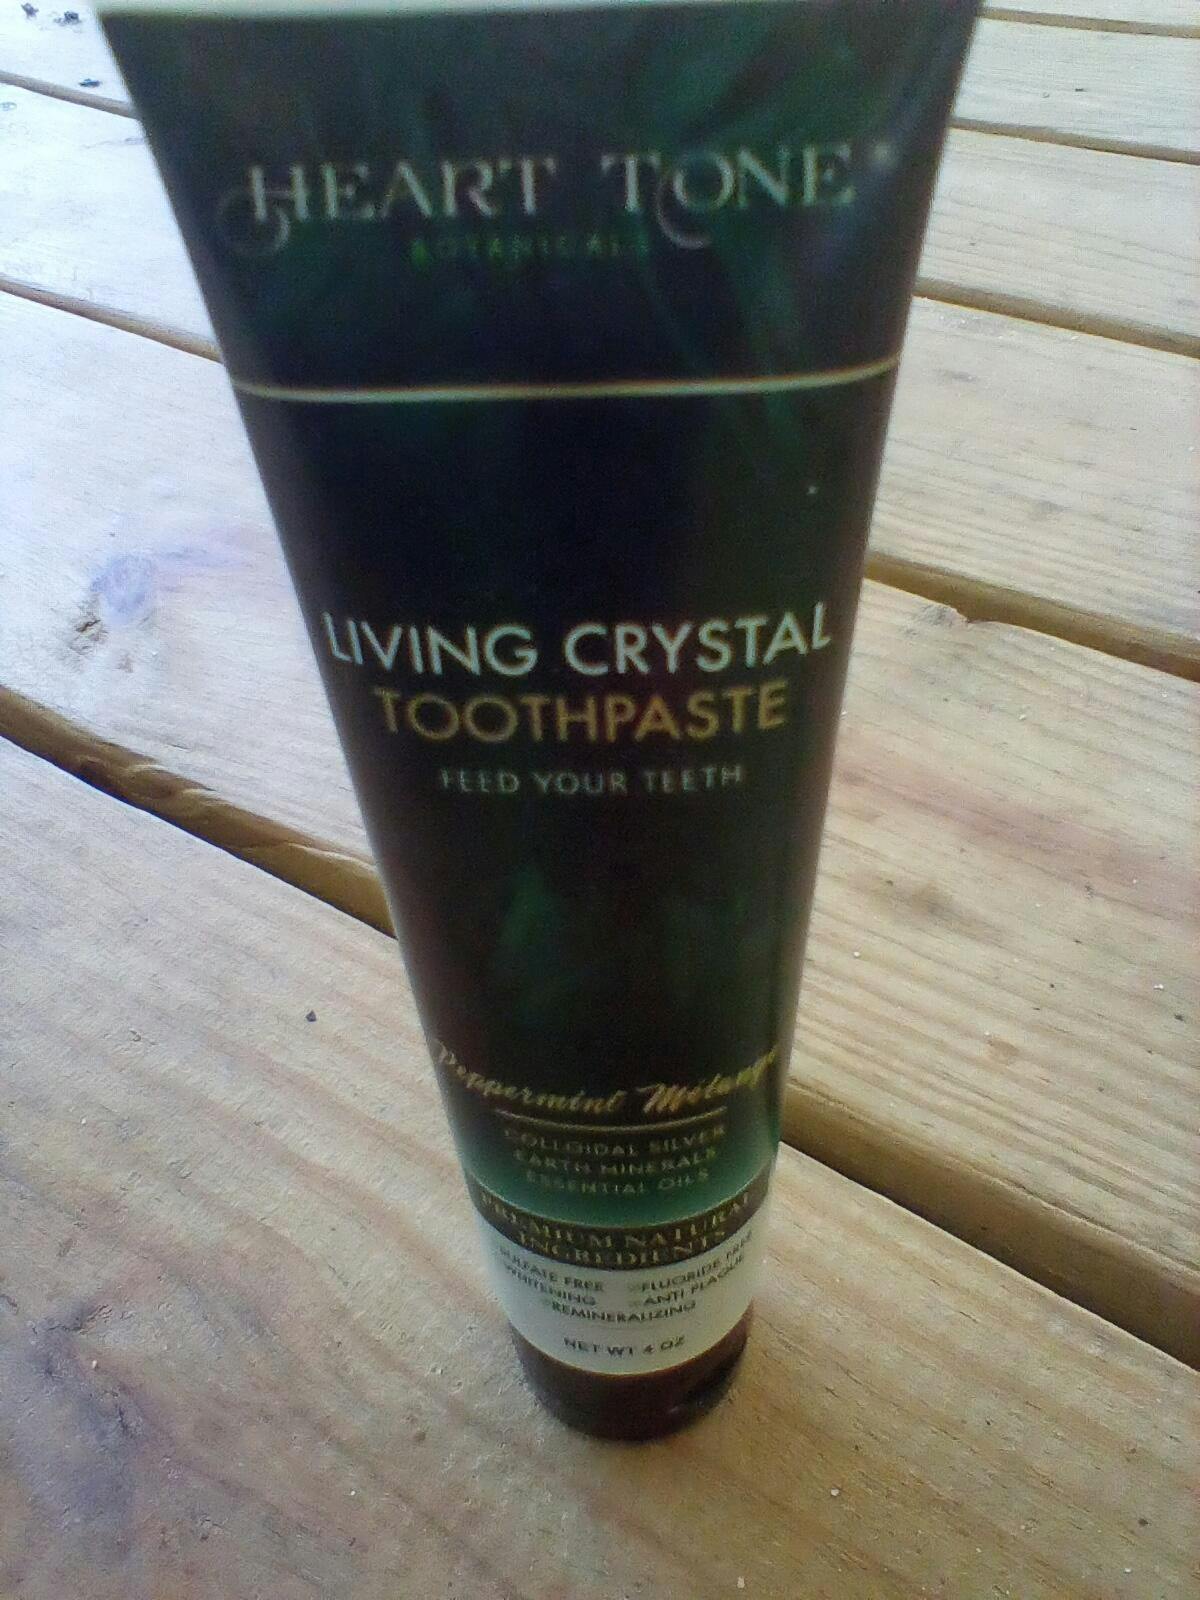 HEART TONE
BOTANICALS
LIVING CRYSTAL
TOOTHPASTE
FEED YOUR TEETH
Peppermint Mélange
COLLOIDAL SILVER
EARTH MINERALS
ESSENTIAL OILS
PREMIUM NATURAL
INGREDIENTS
SULFATE FREE FLUORIDE FREE
WHITENING ANTI PLAQUE
REMINERALIZING
NET WT 4 OZ